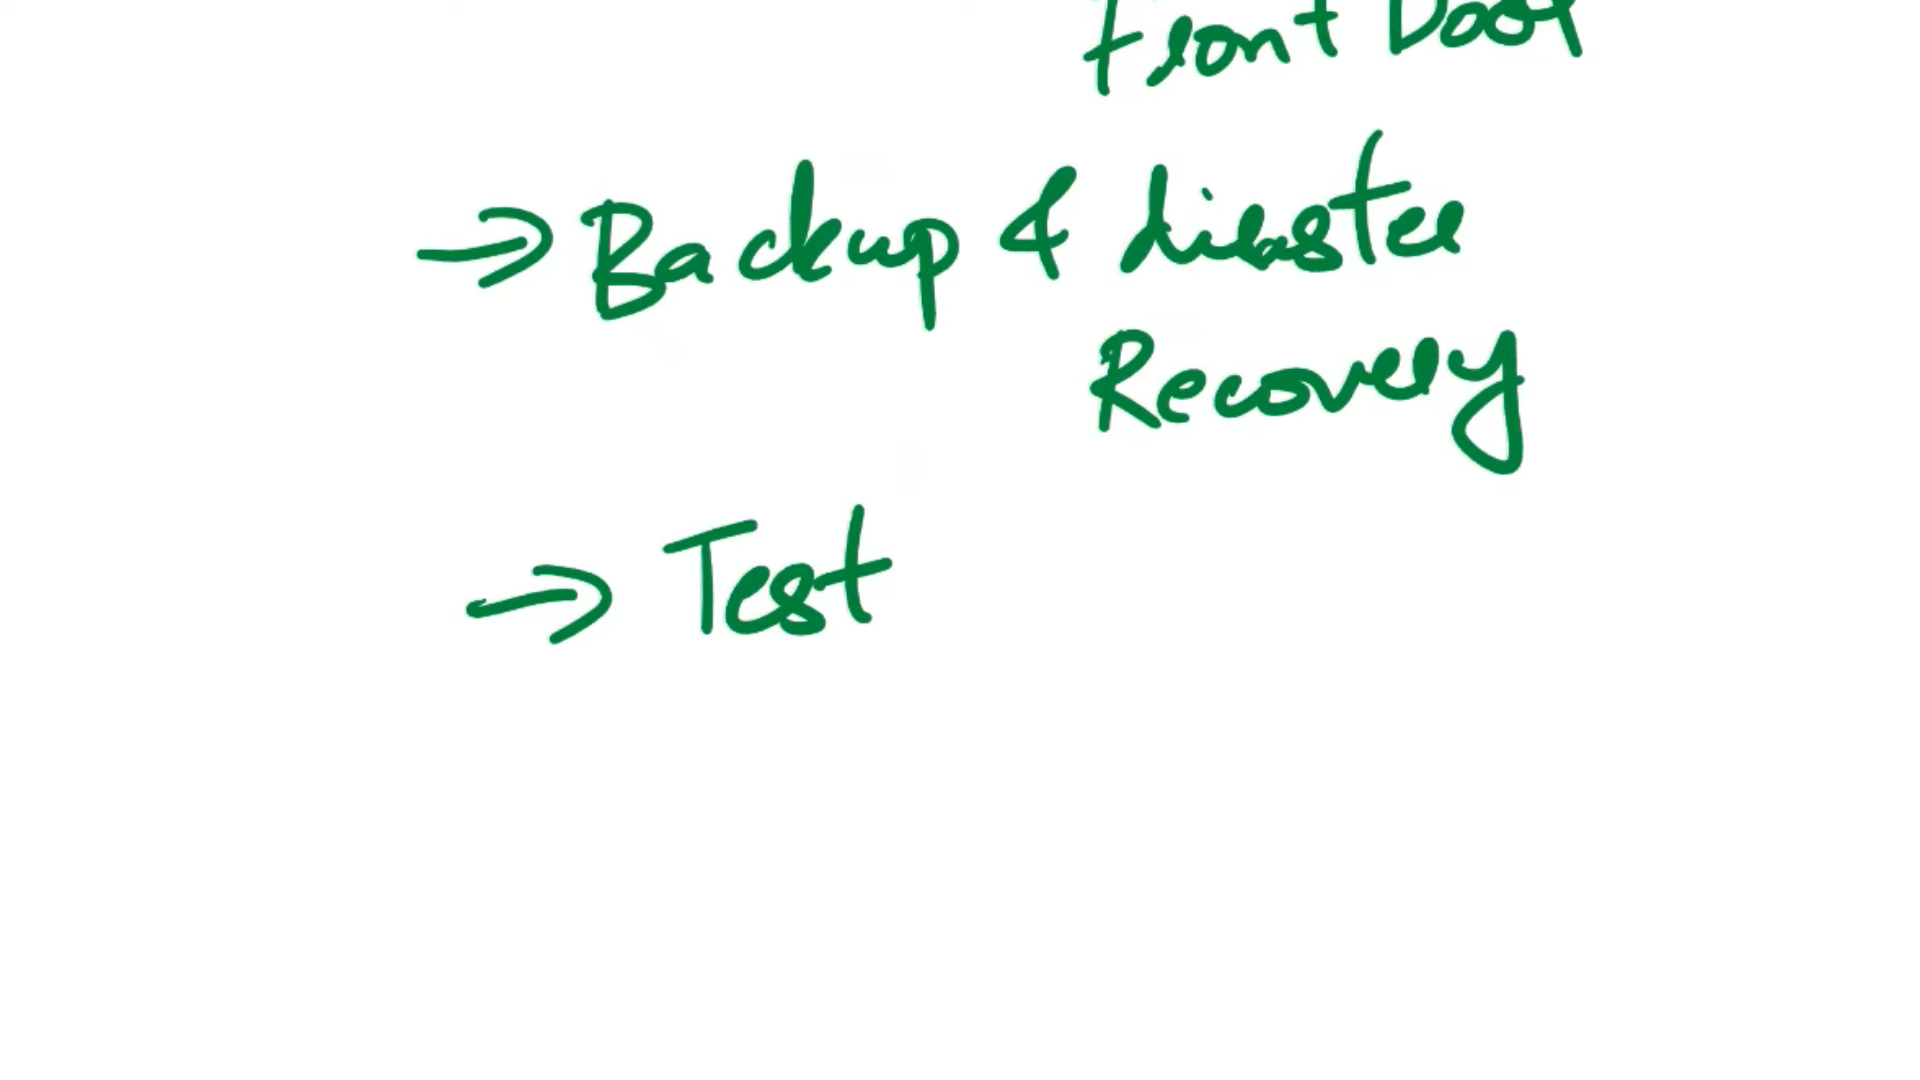 Front Door
→ Backup & disaster
Recovery
→ Test